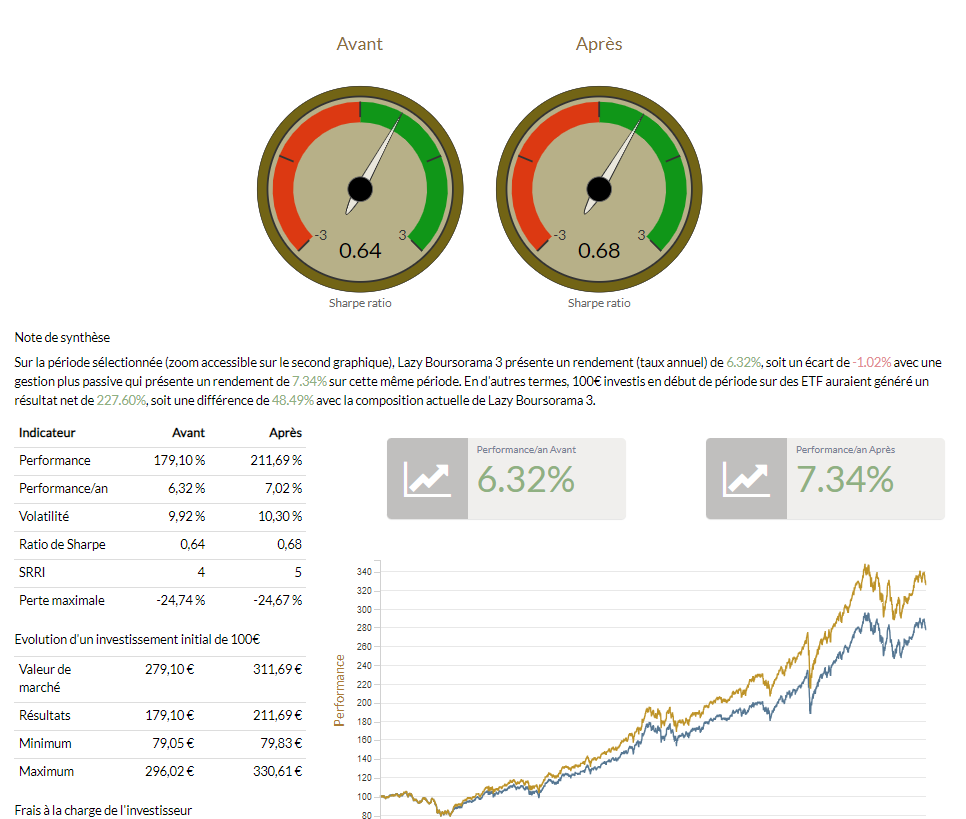 Avant Après
-3 3 -3 3
0.64 0.68
Sharpe ratio Sharpe ratio
Note de synthèse
Sur la période sélectionnée (zoom accessible sur le second graphique), Lazy Boursorama 3 présente un rendement (taux annuel) de 6.32%, soit un écart de -1.02% avec une
gestion plus passive qui présente un rendement de 7.34% sur cette même période. En d'autres termes, 100€ investis en début de période sur des ETF auraient généré un
résultat net de 227.60%, soit une différence de 48.49% avec la composition actuelle de Lazy Boursorama 3.
Indicateur Avant Après
Performance 179,10 % 211,69 %
Performance/an 6,32 % 7,02 %
Volatilité 9,92 % 10,30 %
Ratio de Sharpe 0,64 0,68
SRRI 4 5
Perte maximale -24,74 % -24,67 %
Evolution d'un investissement initial de 100€
Valeur de 279,10 € 311,69 €
marché
Résultats 179,10 € 211,69 €
Minimum 79,05 € 79,83 €
Maximum 296,02 € 330,61 €
Frais à la charge de l'investisseur
Performance/an Avant
6.32%
Performance/an Après
7.34%
Performance
340
320
300
280
260
240
220
200
180
160
140
120
100
80